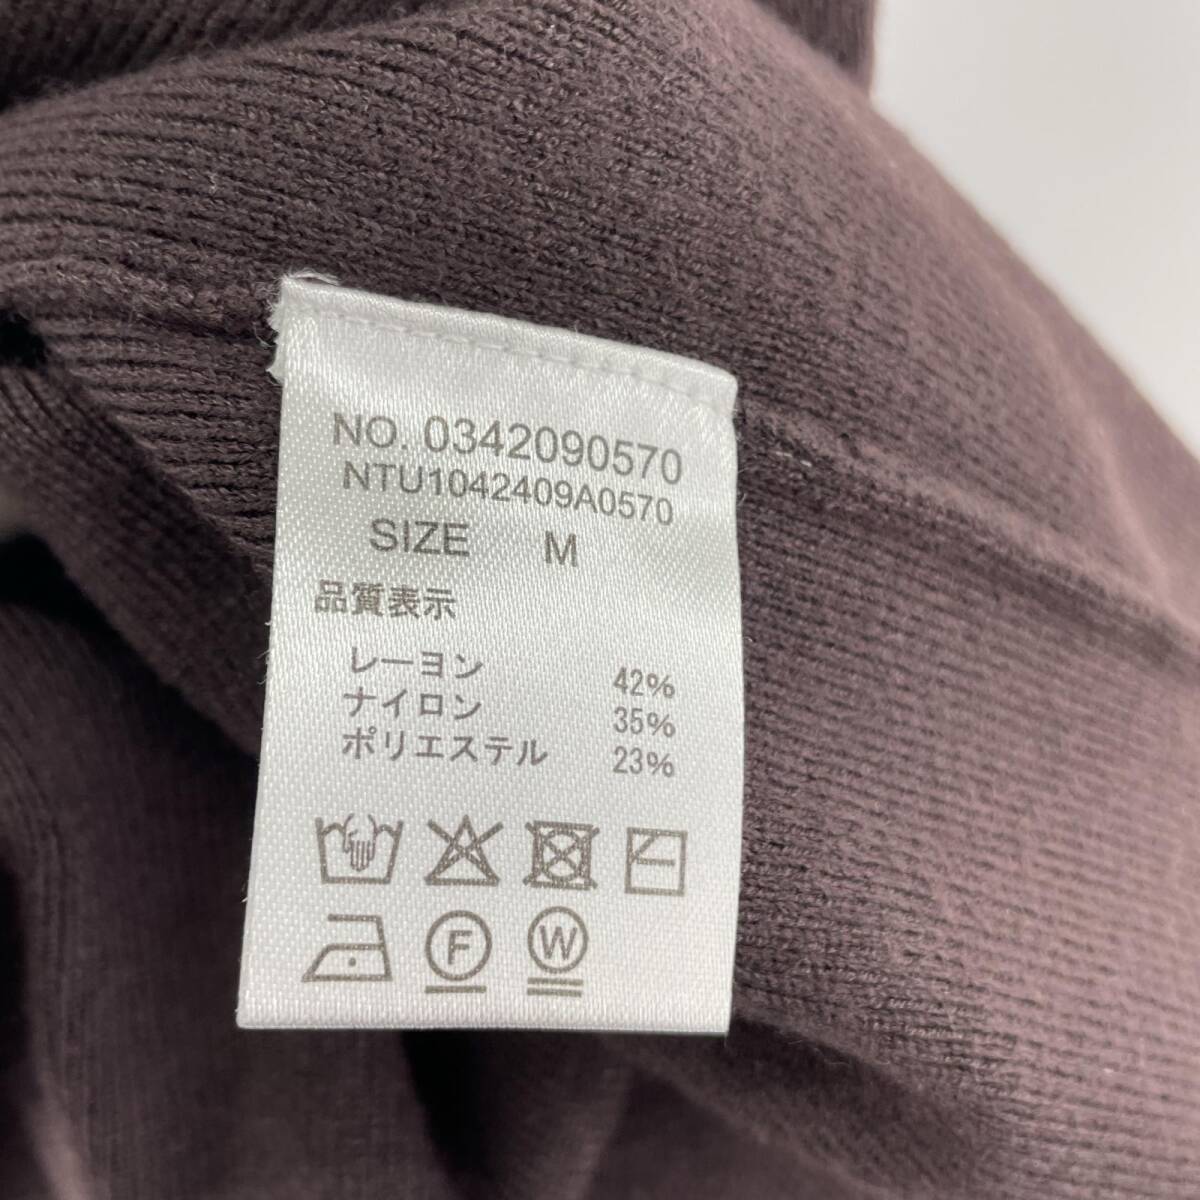 NO. 0342090570
NTU1042409A0570
SIZE M
品質表示
レーヨン 42%
ナイロン 35%
ポリエステル 23%
F W